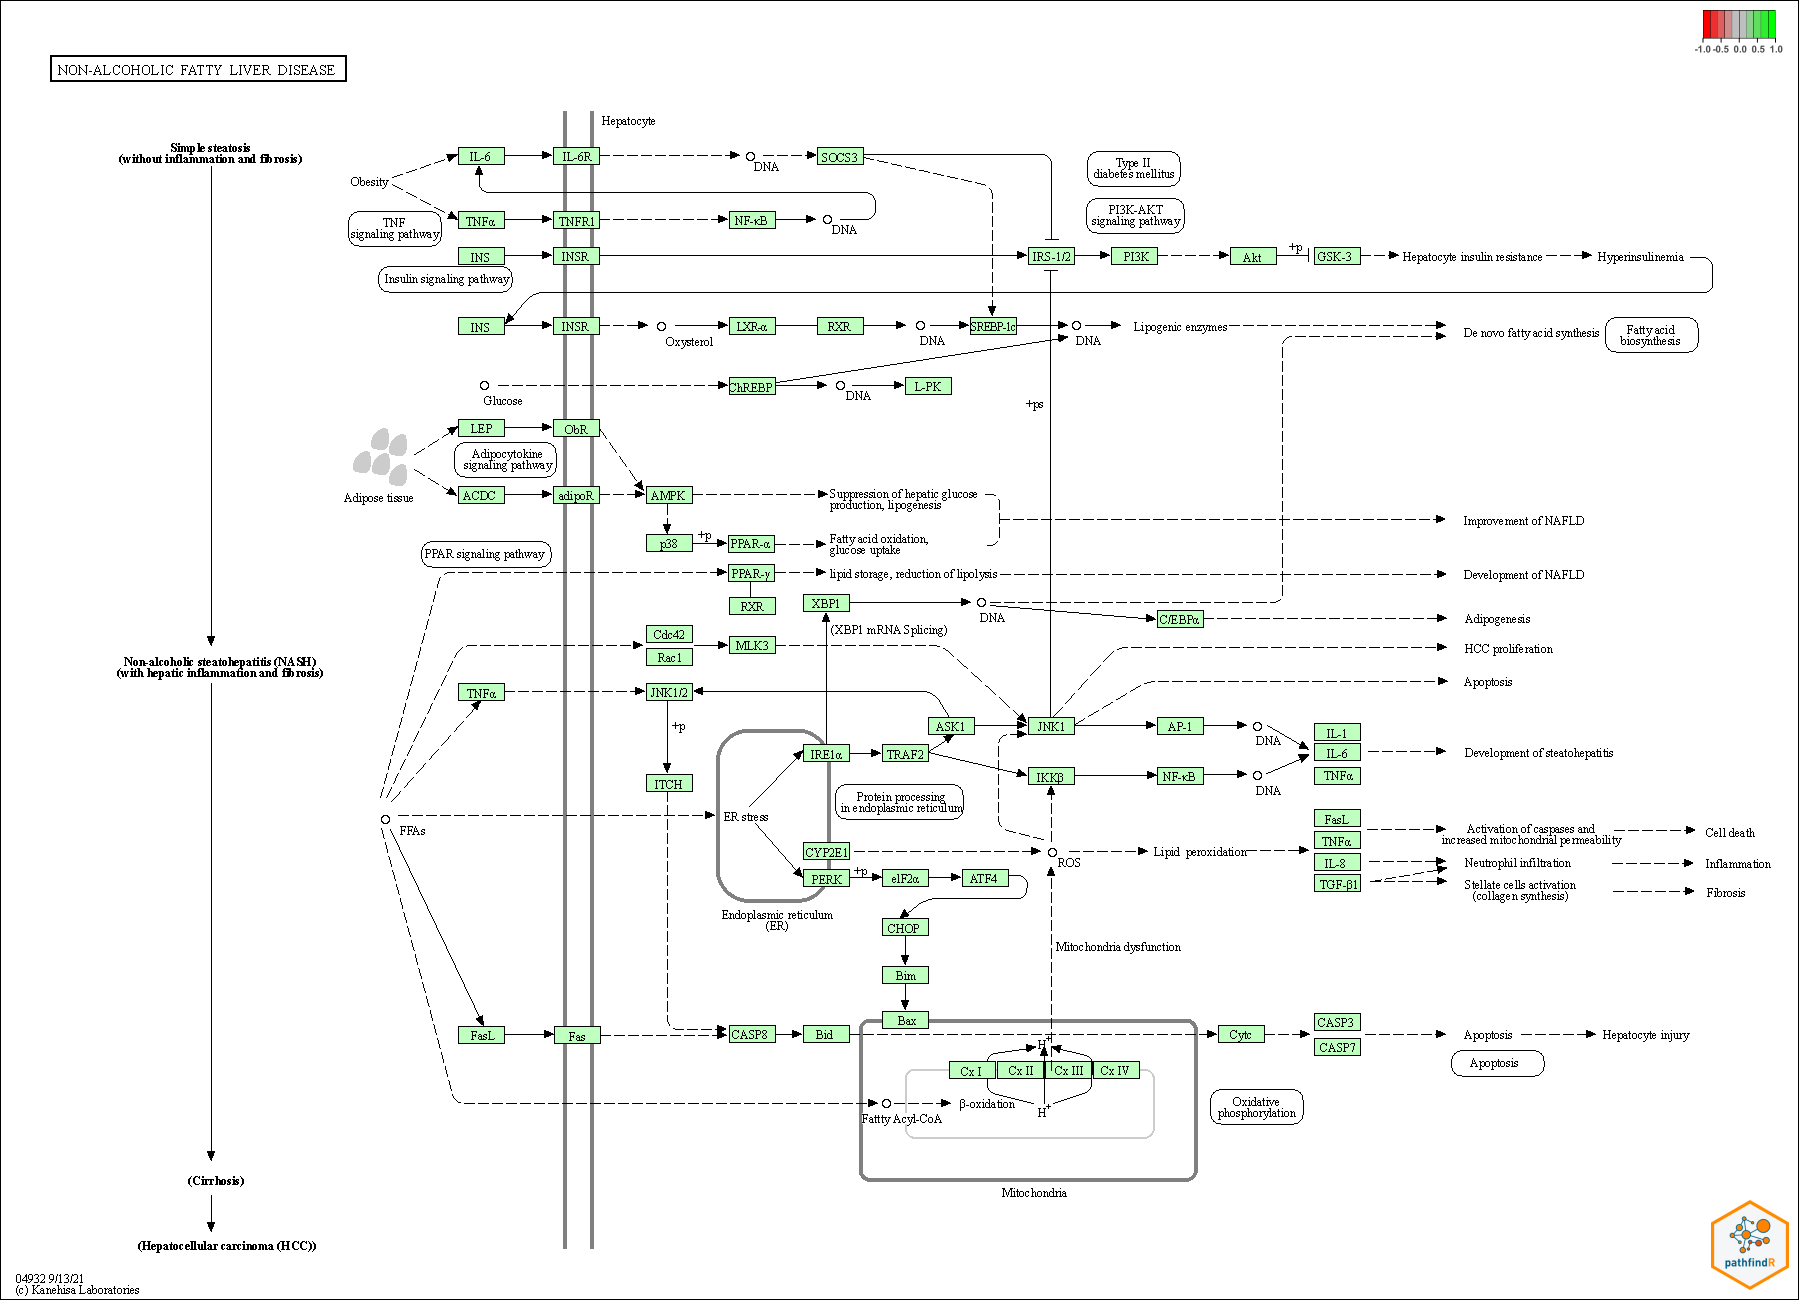 -1.0 -0.5 0.0 0.5 1.0
NON-ALCOHOLIC FATTY LIVER DISEASE
Hepatocyte
Simple steatosis
(without inflammation and fibrosis)
Obesity
IL-6
IL-6R
DNA
SOCS3
Type II
diabetes mellitus
TNF
signaling pathway
TNFα
TNFR1
NF-κB
DNA
PI3K-AKT
signaling pathway
INS
INSR
IRS-1/2
PI3K
Akt
+p
GSK-3
Hepatocyte insulin resistance
Hyperinsulinemia
Insulin signaling pathway
INS
INSR
Oxysterol
LXR-α
RXR
DNA
SREBP-1c
DNA
Lipogenic enzymes
De novo fatty acid synthesis
Fatty acid
biosynthesis
Glucose
ChREBP
DNA
L-PK
+ps
LEP
ObR
Adipocytokine
signaling pathway
Adipose tissue
ACDC
adipoR
AMPK
Suppression of hepatic glucose
production, lipogenesis
Improvement of NAFLD
p38
+p
PPAR-α
Fatty acid oxidation,
glucose uptake
PPAR signaling pathway
PPAR-γ
lipid storage, reduction of lipolysis
Development of NAFLD
RXR
XBP1
DNA
C/EBPα
Adipogenesis
(XBP1 mRNA Splicing)
Cdc42
Rac1
MLK3
HCC proliferation
Non-alcoholic steatohepatitis (NASH)
(with hepatic inflammation and fibrosis)
TNFα
JNK1/2
Apoptosis
+p
ASK1
JNK1
AP-1
DNA
IL-1
IL-6
TNFα
Development of steatohepatitis
IRE1α
TRAF2
IKKβ
NF-κB
DNA
ITCH
Protein processing
in endoplasmic reticulum
FFAs
ER stress
CYP2E1
ROS
Lipid peroxidation
FasL
TNFα
IL-8
TGF-β1
Activation of caspases and
increased mitochondrial permeability
Cell death
Neutrophil infiltration
Inflammation
Stellate cells activation
(collagen synthesis)
Fibrosis
PERK
+p
eIF2α
ATF4
Endoplasmic reticulum
(ER)
CHOP
Mitochondria dysfunction
Bim
Bax
FasL
Fas
CASP8
Bid
Cytc
CASP3
CASP7
Apoptosis
Hepatocyte injury
Apoptosis
H+
Cx I
Cx II
Cx III
Cx IV
Fattty Acyl-CoA
β-oxidation
H+
Oxidative
phosphorylation
Mitochondria
(Cirrhosis)
(Hepatocellular carcinoma (HCC))
04932 9/13/21
(c) Kanehisa Laboratories
pathfindR